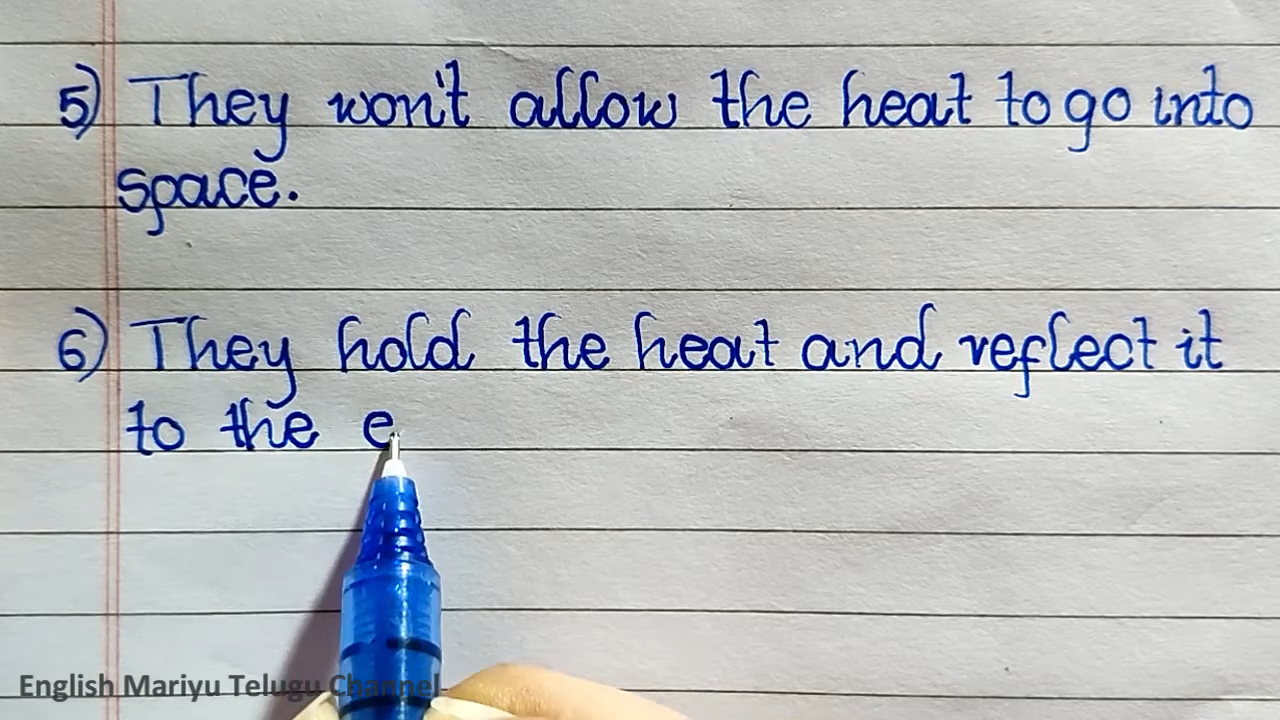 5) They won't allow the heat to go into
space.
6) They hold the heat and reflect it
to the e
English Mariyu Telugu Channel